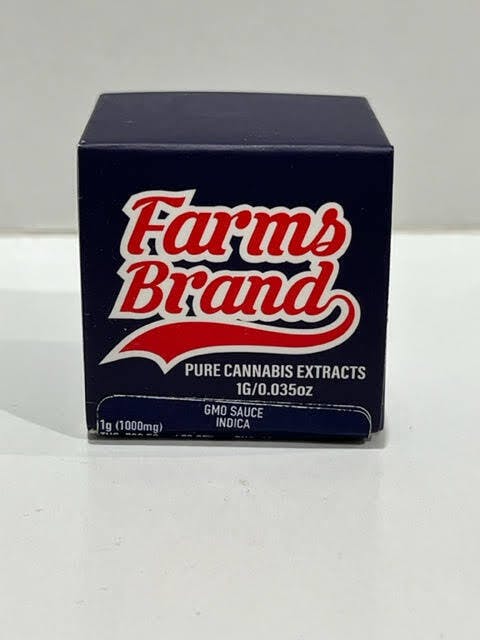 Farms
Brand
PURE CANNABIS EXTRACTS
1G/0.035oz
GMO SAUCE
INDICA
1g (1000mg)